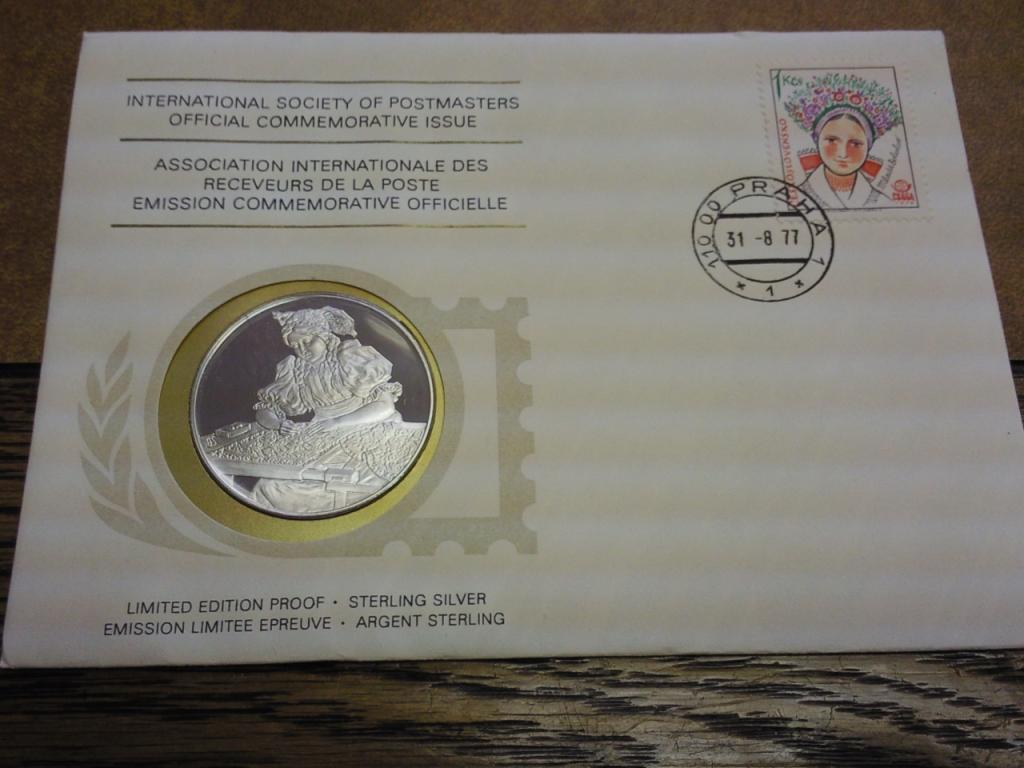 INTERNATIONAL SOCIETY OF POSTMASTERS
OFFICIAL COMMEMORATIVE ISSUE
ASSOCIATION INTERNATIONALE DES
RECEVEURS DE LA POSTE
EMISSION COMMEMORATIVE OFFICIELLE
1 Kčs
110 00 PRAHA 1
31 -8 77
* 1 *
LIMITED EDITION PROOF · STERLING SILVER
EMISSION LIMITEE EPREUVE · ARGENT STERLING